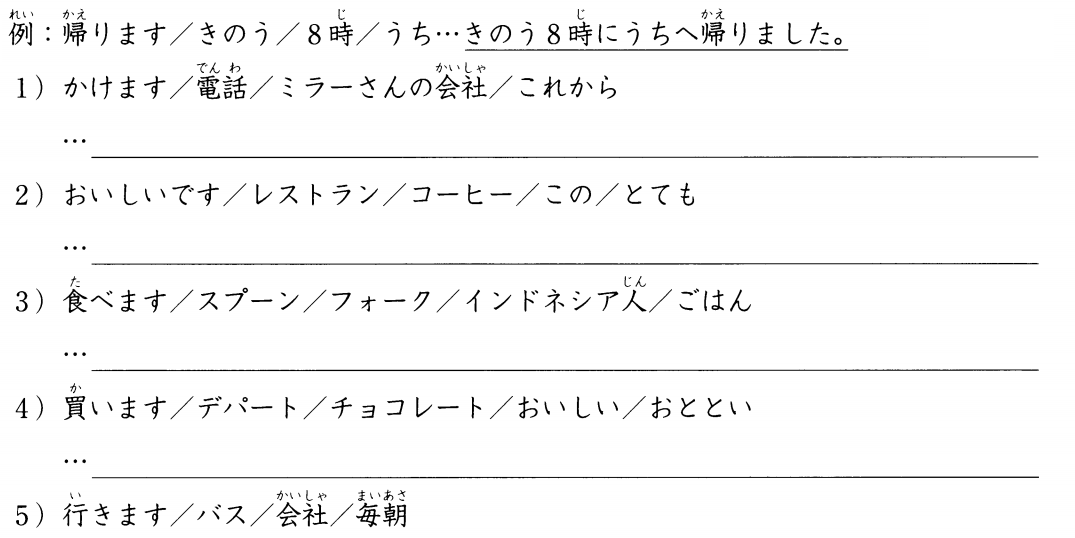 例：帰ります／きのう／8時／うち…きのう8時にうちへ帰りました。
1）かけます／電話／ミラーさんの会社／これから
…
2）おいしいです／レストラン／コーヒー／この／とても
…
3）食べます／スプーン／フォーク／インドネシア人／ごはん
…
4）買います／デパート／チョコレート／おいしい／おととい
…
5）行きます／バス／会社／毎朝